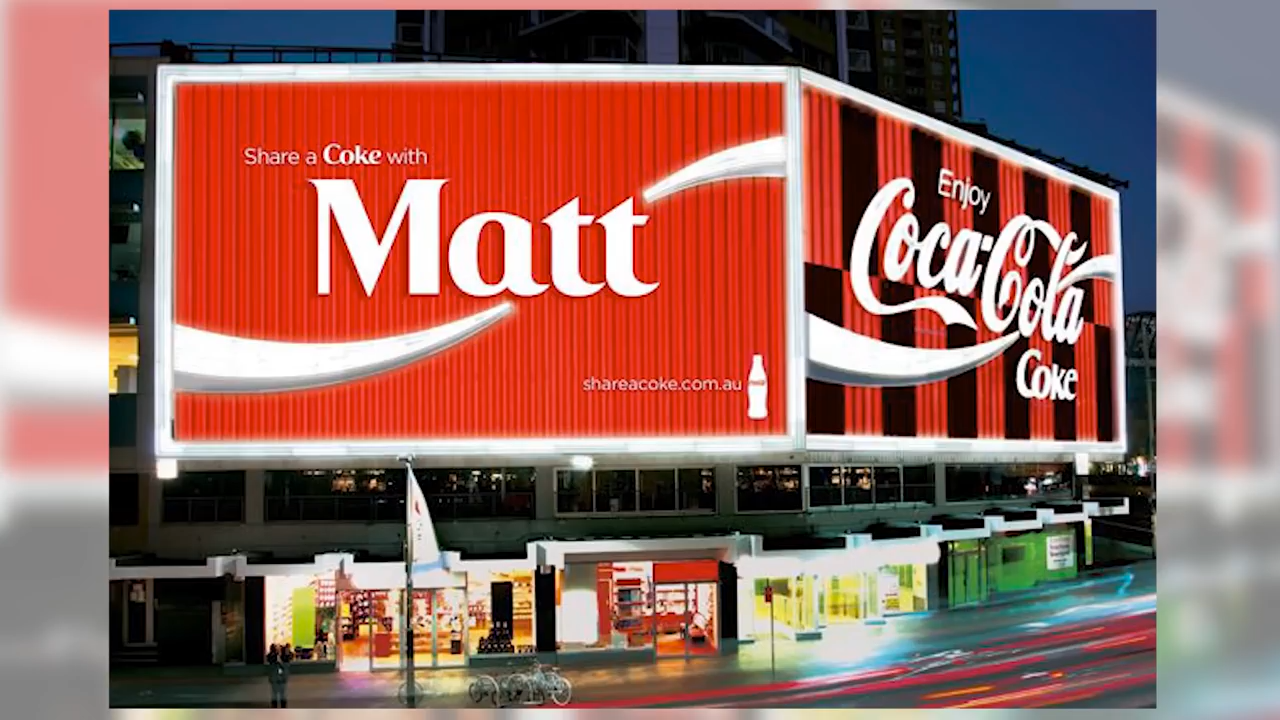 Share a Coke with
Matt
shareacoke.com.au
Enjoy
Coca-Cola
Coke